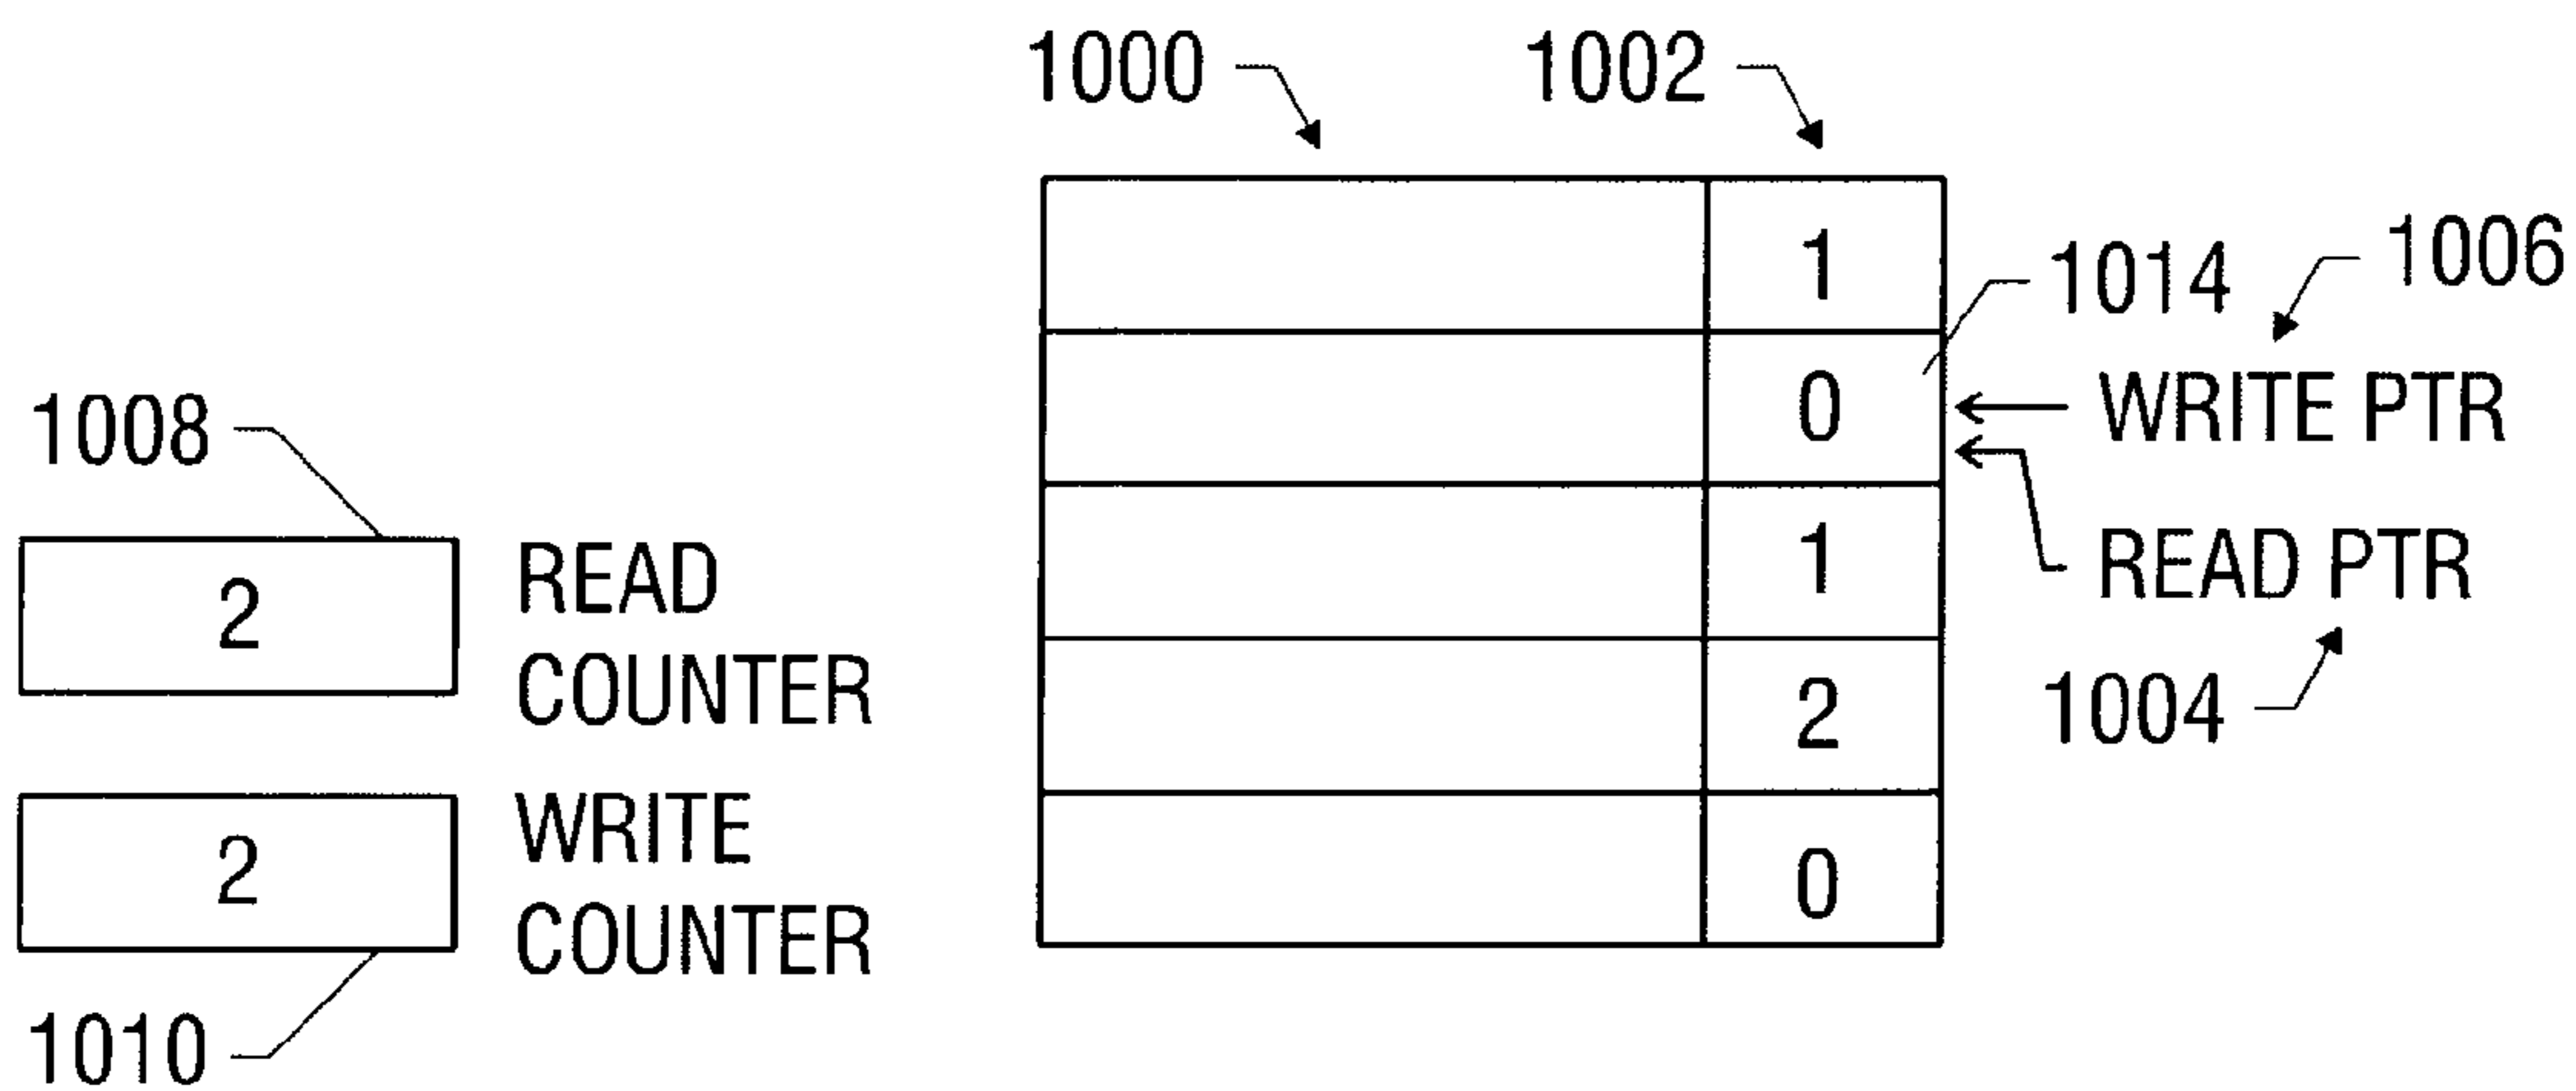 1000
1002
1
1014
1006
0
WRITE PTR
1008
1
READ PTR
2
READ
COUNTER
2
1004
2
WRITE
COUNTER
0
1010